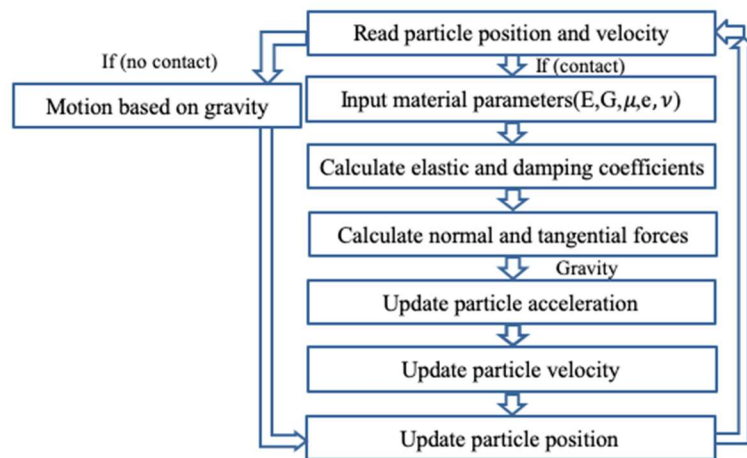 Read particle position and velocity
If (no contact)
If (contact)
Motion based on gravity
Input material parameters(E,G,μ,e,ν)
Calculate elastic and damping coefficients
Calculate normal and tangential forces
Gravity
Update particle acceleration
Update particle velocity
Update particle position